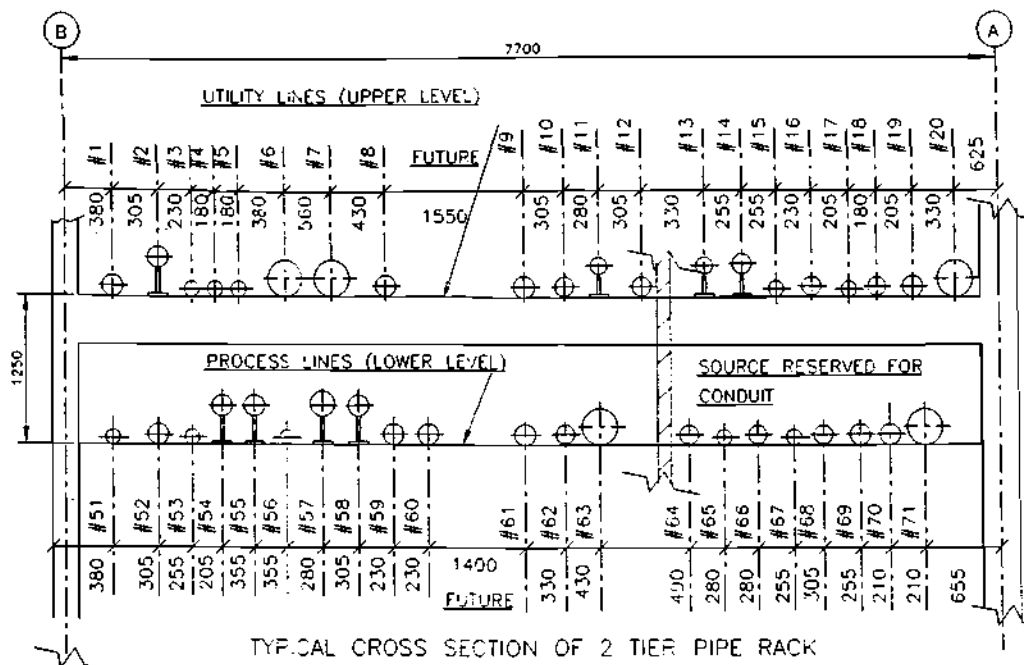 B
A
7700
UTILITY LINES (UPPER LEVEL)
#1 #2 #3 #4 #5 #6 #7 #8 FUTURE #9 #10 #11 #12 #13 #14 #15 #16 #17 #18 #19 #20 625
380 305 230 180 180 380 560 430 1550 305 280 305 330 255 255 230 205 180 205 330
1250
PROCESS LINES (LOWER LEVEL)
SOURCE RESERVED FOR
CONDUIT
#51 #52 #53 #54 #55 #56 #57 #58 #59 #60 #61 #62 #63 #64 #65 #66 #67 #68 #69 #70 #71
380 305 255 205 355 355 280 305 230 230 1400 330 430 400 280 280 255 305 255 210 210 655
FUTURE
TYPICAL CROSS SECTION OF 2 TIER PIPE RACK